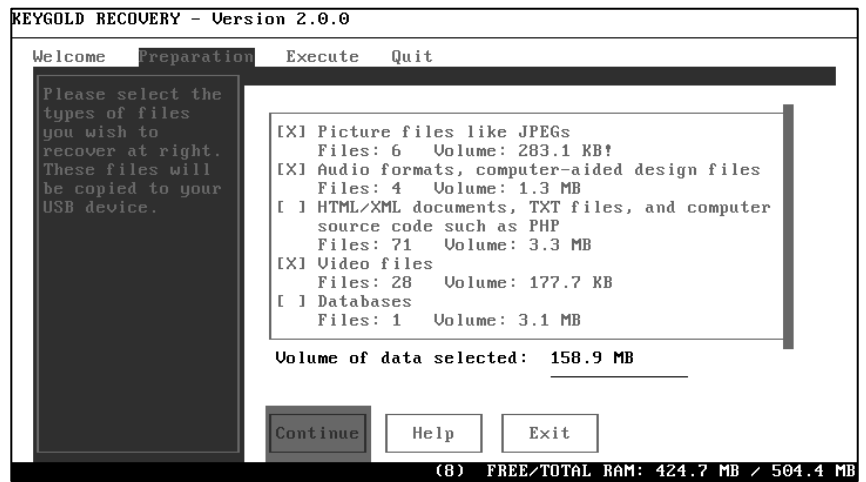 KEYGOLD RECOVERY - Version 2.0.0
Welcome Preparation Execute Quit
Please select the
types of files
you wish to
recover at right.
These files will
be copied to your
USB device.
[X] Picture files like JPEGs
Files: 6 Volume: 283.1 KB!
[X] Audio formats, computer-aided design files
Files: 4 Volume: 1.3 MB
[ ] HTML/XML documents, TXT files, and computer
source code such as PHP
Files: 71 Volume: 3.3 MB
[X] Video files
Files: 28 Volume: 177.7 KB
[ ] Databases
Files: 1 Volume: 3.1 MB
Volume of data selected: 158.9 MB
Continue Help Exit
(8) FREE/TOTAL RAM: 424.7 MB / 504.4 MB